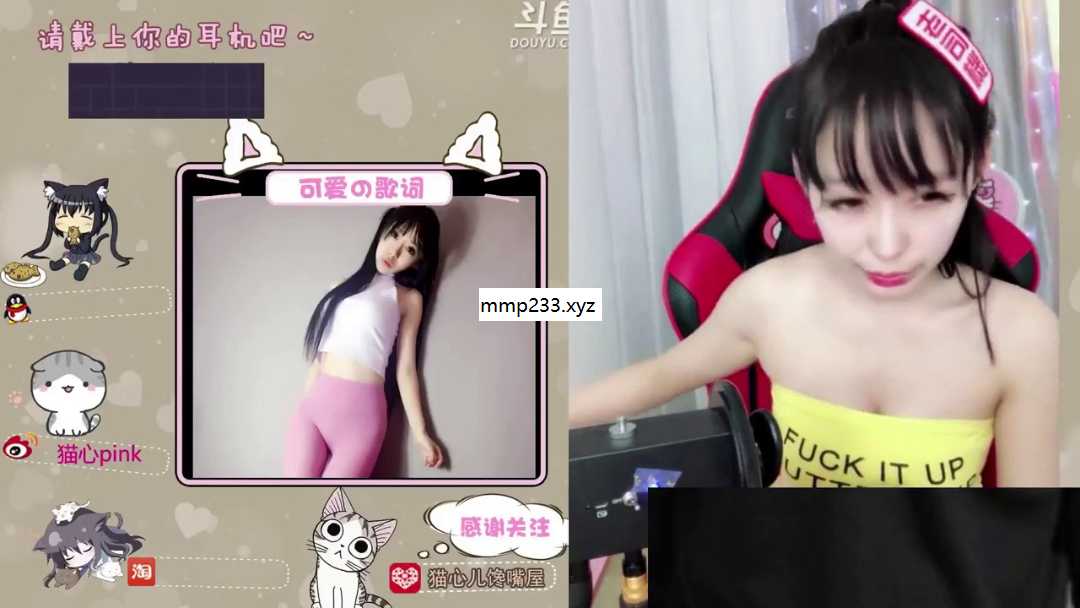 请戴上你的耳机吧～
斗鱼
DOUYU.C
可爱の歌词
mmp233.xyz
猫心pink
FUCK IT UP
感谢关注
淘
猫心儿馋嘴屋